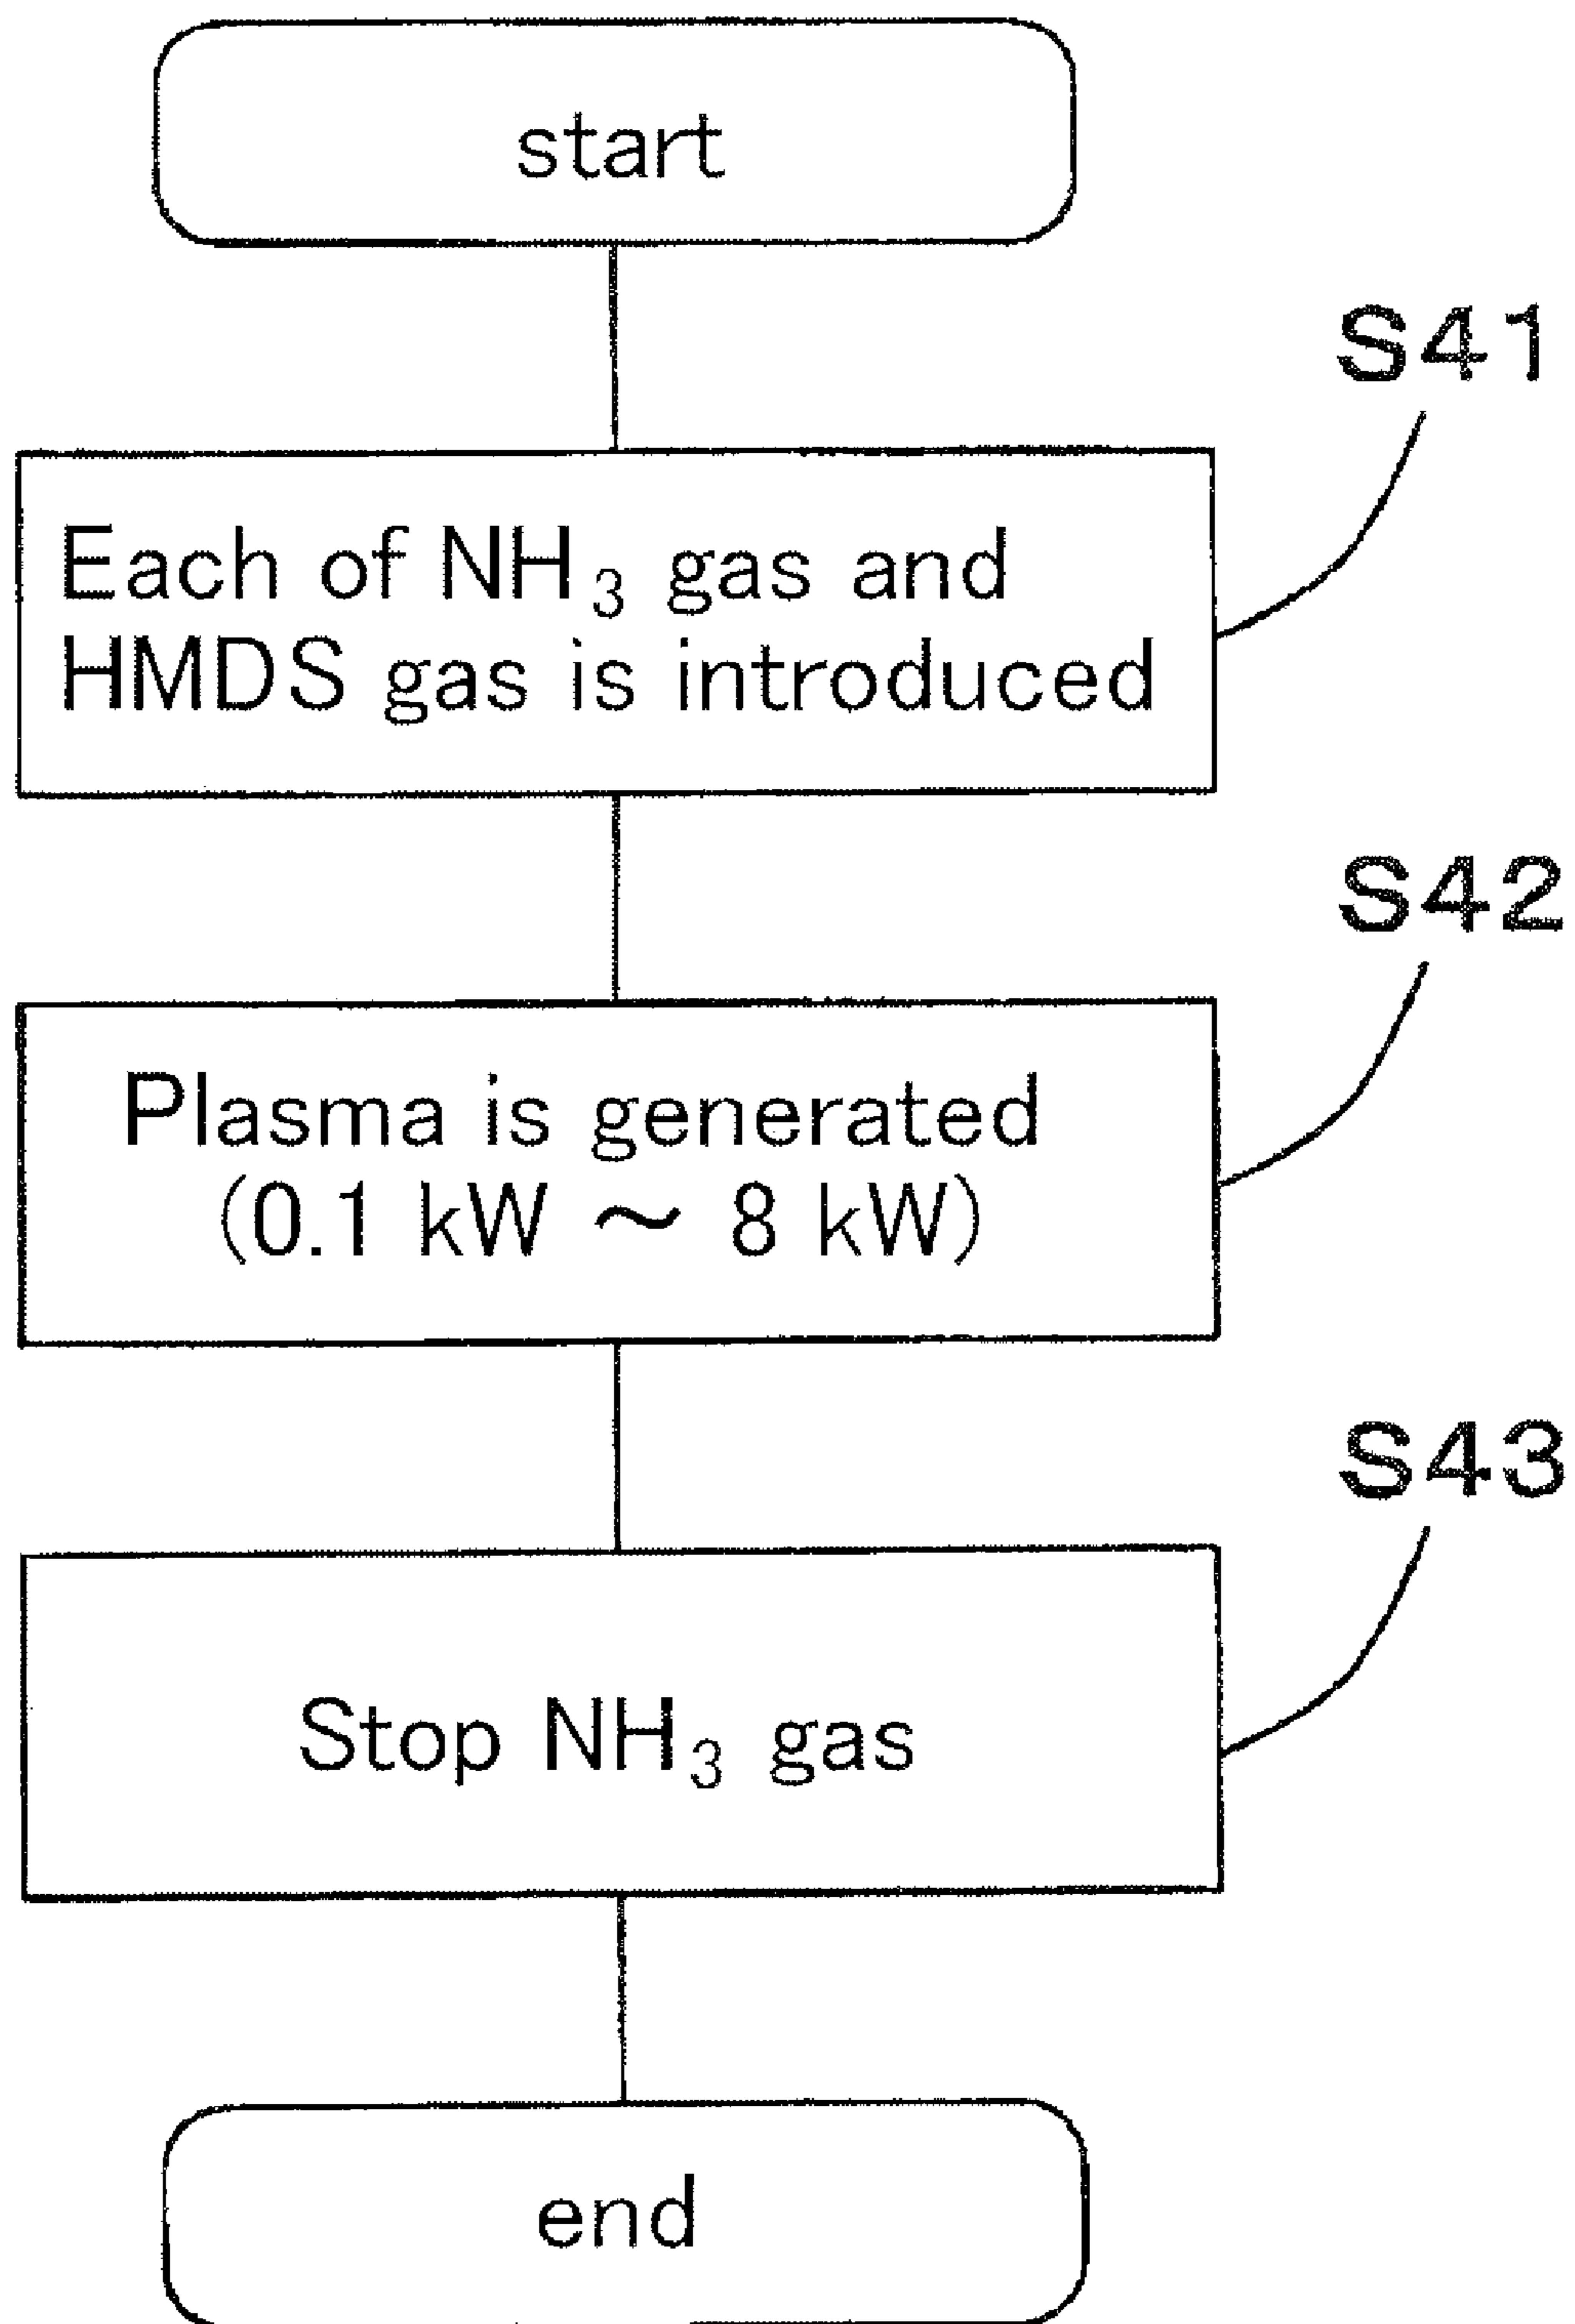 start
S41
Each of NH₃ gas and
HMDS gas is introduced
S42
Plasma is generated
(0.1 kW ～ 8 kW)
S43
Stop NH₃ gas
end